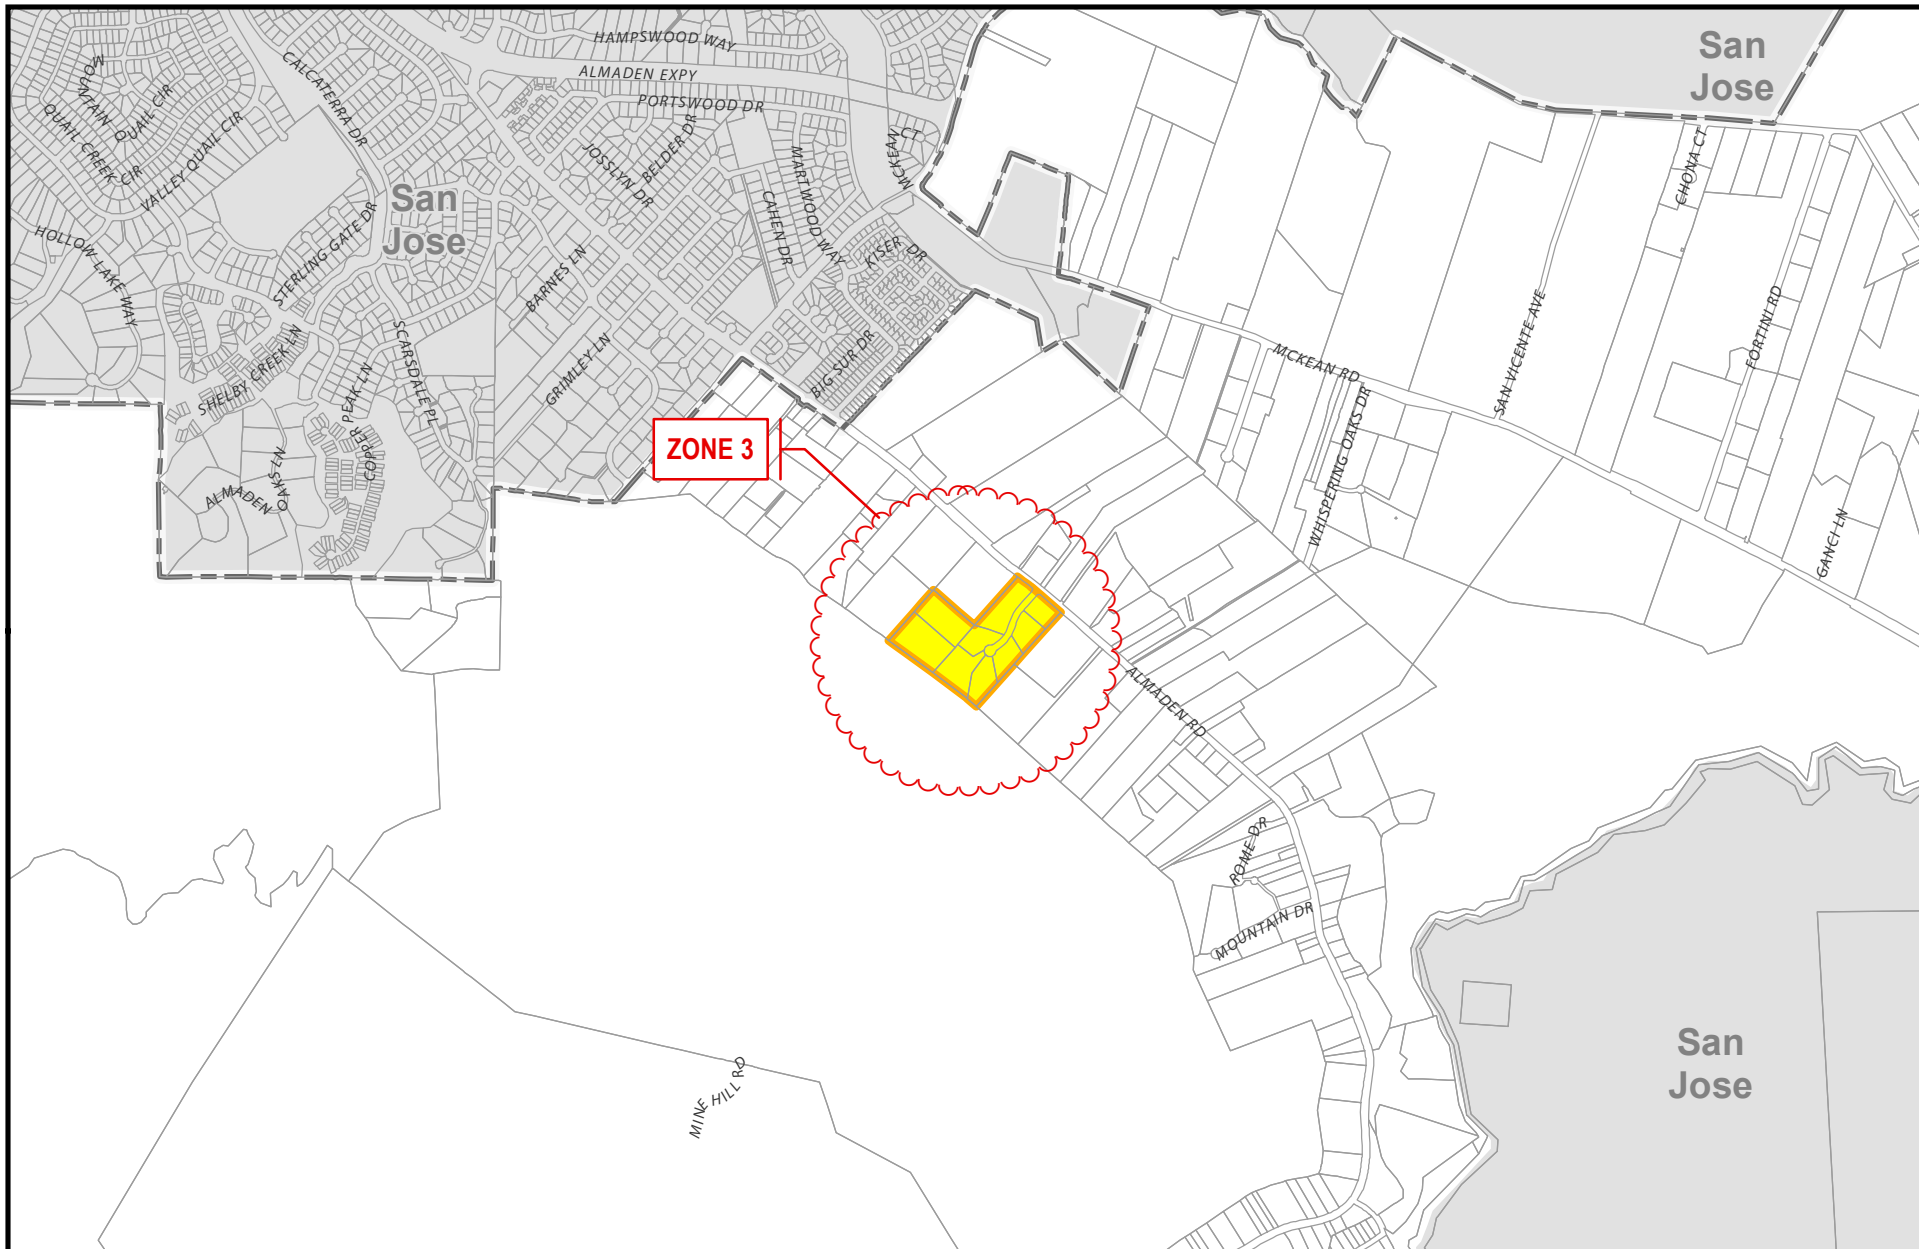 HAMPSWOOD WAY
ALMADEN EXPY
PORTSWOOD DR
CALCATERRA DR
MOUNTAIN QUAIL CIR
QUAIL CREEK CIR
VALLEY QUAIL CIR
HOLLOW LAKE WAY
STERLING GATE DR
San
Jose
JOSSLYN DR
BELDER DR
MARTWOOD WAY
CAHEN DR
MCKEAN CT
KISER DR
BARNES LN
GRIMLEY LN
SCARSDALE PL
SHELBY CREEK LN
COPPER PEAK LN
ALMADEN OAKS LN
BIG SUR DR
San
Jose
CHONA CT
FORTINI RD
SAN VICENTE AVE
MCKEAN RD
WHISPERING OAKS DR
GANCI LN
ZONE 3
ALMADEN RD
ROME DR
MOUNTAIN DR
MINE HILL RD
San
Jose